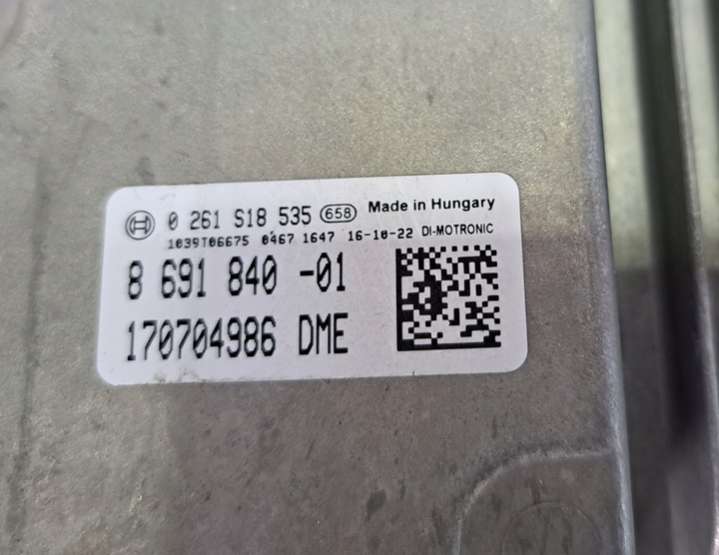 0 261 S18 535 658 Made in Hungary
1039T06675 0467 1647 16-10-22 DI-MOTRONIC
8 691 840 -01
170704986 DME